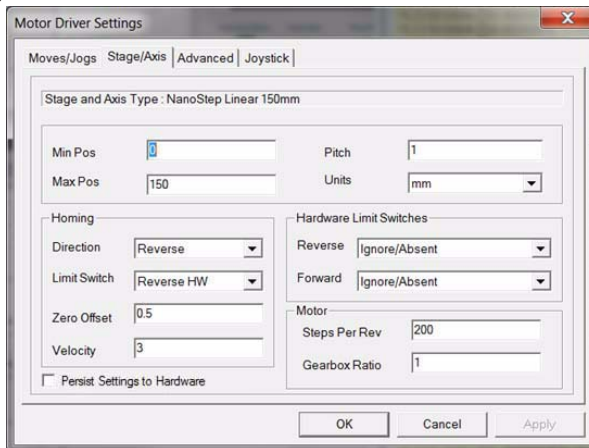 Motor Driver Settings
Moves/Jogs Stage/Axis Advanced Joystick
Stage and Axis Type : NanoStep Linear 150mm
Min Pos 0 Pitch 1
Max Pos 150 Units mm
Homing
Direction Reverse
Limit Switch Reverse HW
Zero Offset 0.5
Velocity 3
Hardware Limit Switches
Reverse Ignore/Absent
Forward Ignore/Absent
Motor
Steps Per Rev 200
Gearbox Ratio 1
Persist Settings to Hardware
OK Cancel Apply